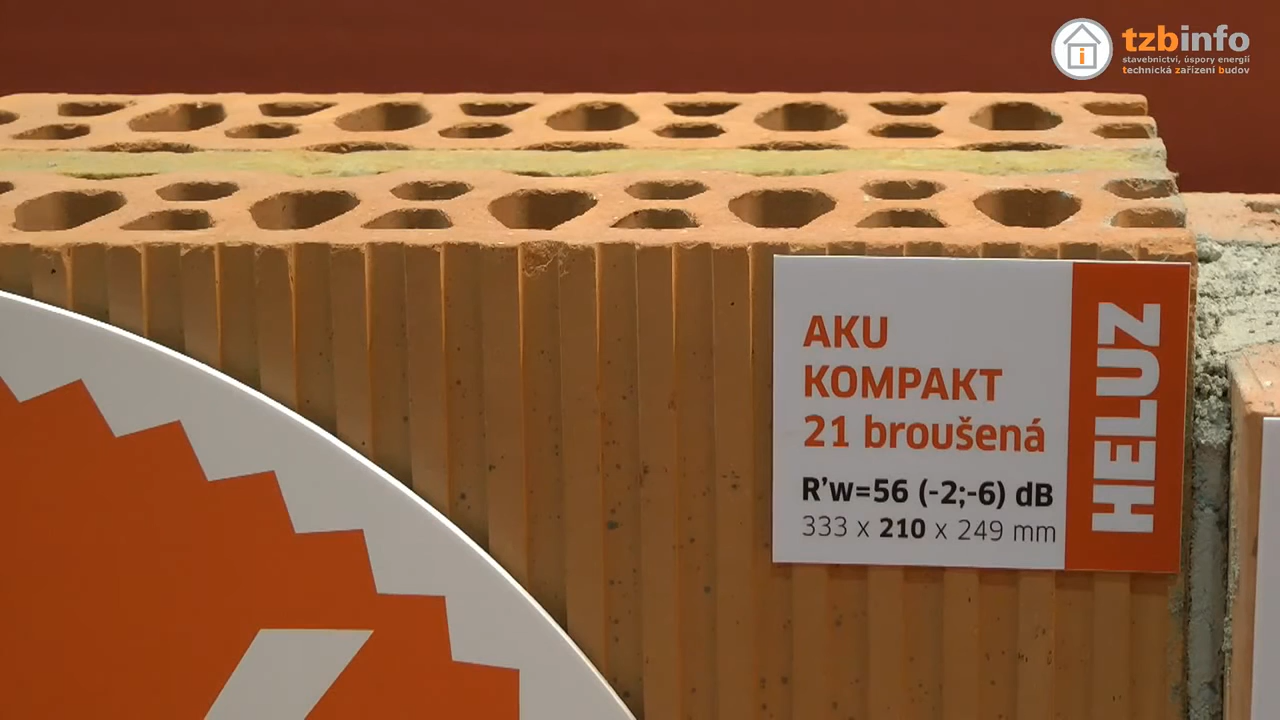 tzbinfo
stavebnictví, úspory energií
technická zařízení budov
AKU
KOMPAKT
21 broušená
R'w=56 (-2;-6) dB
333 x 210 x 249 mm
HELUZ